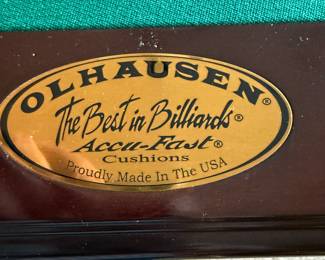 OLHAUSEN®
The Best in Billiards®
Accu-Fast®
Cushions
Proudly Made In The USA